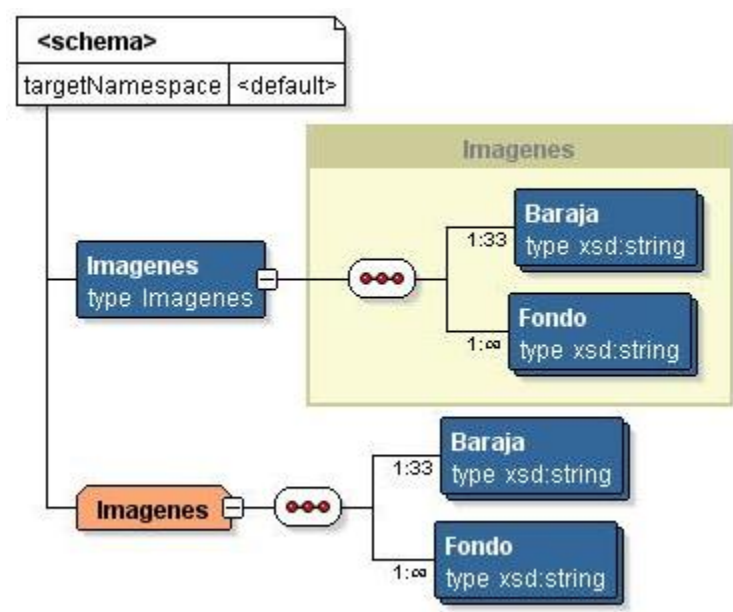 <schema>
targetNamespace <default>
Imagenes
Baraja
1:33 type xsd:string
Imagenes
type Imagenes
Fondo
1:∞ type xsd:string
Baraja
1:33 type xsd:string
Imagenes
Fondo
1:∞ type xsd:string